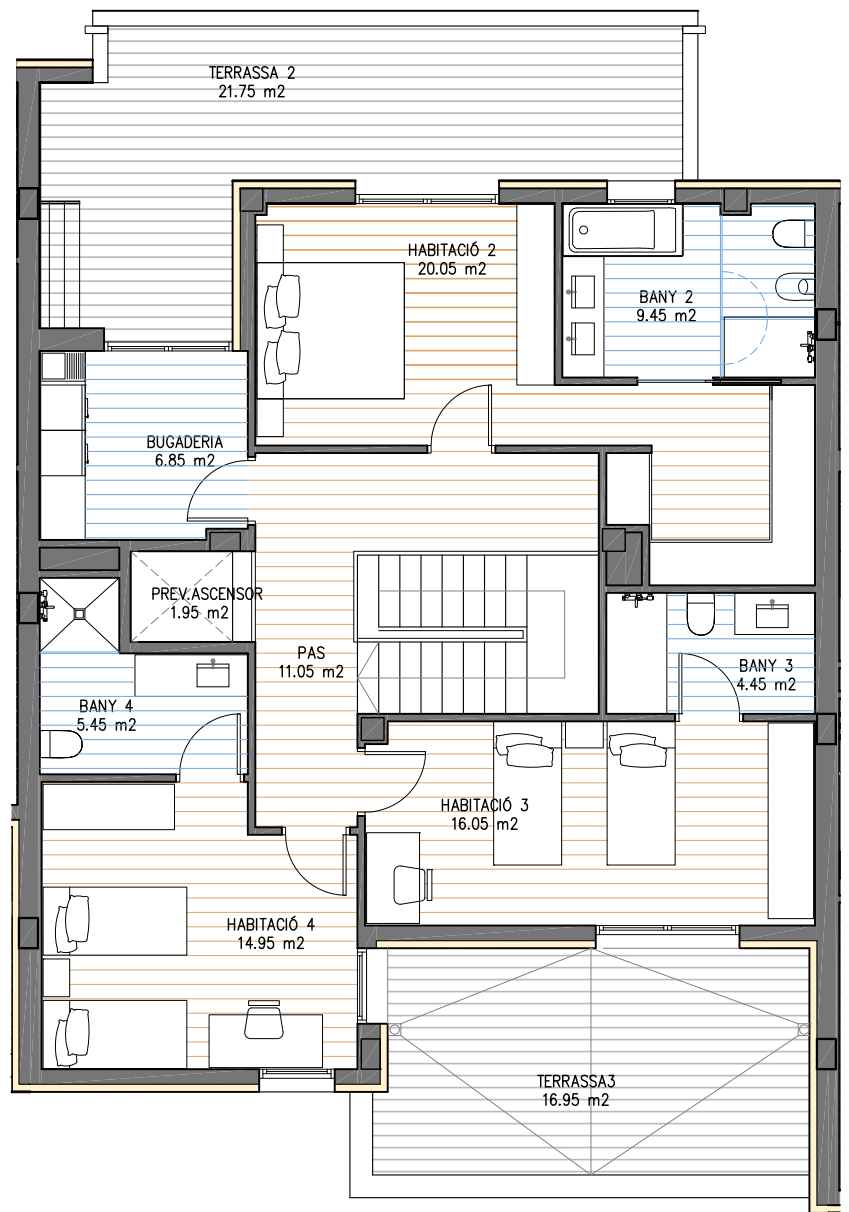 TERRASSA 2
21.75 m2
HABITACIÓ 2
20.05 m2
BANY 2
9.45 m2
BUGADERIA
6.85 m2
PREV.ASCENSOR
1.95 m2
PAS
11.05 m2
BANY 3
4.45 m2
BANY 4
5.45 m2
HABITACIÓ 3
16.05 m2
HABITACIÓ 4
14.95 m2
TERRASSA3
16.95 m2